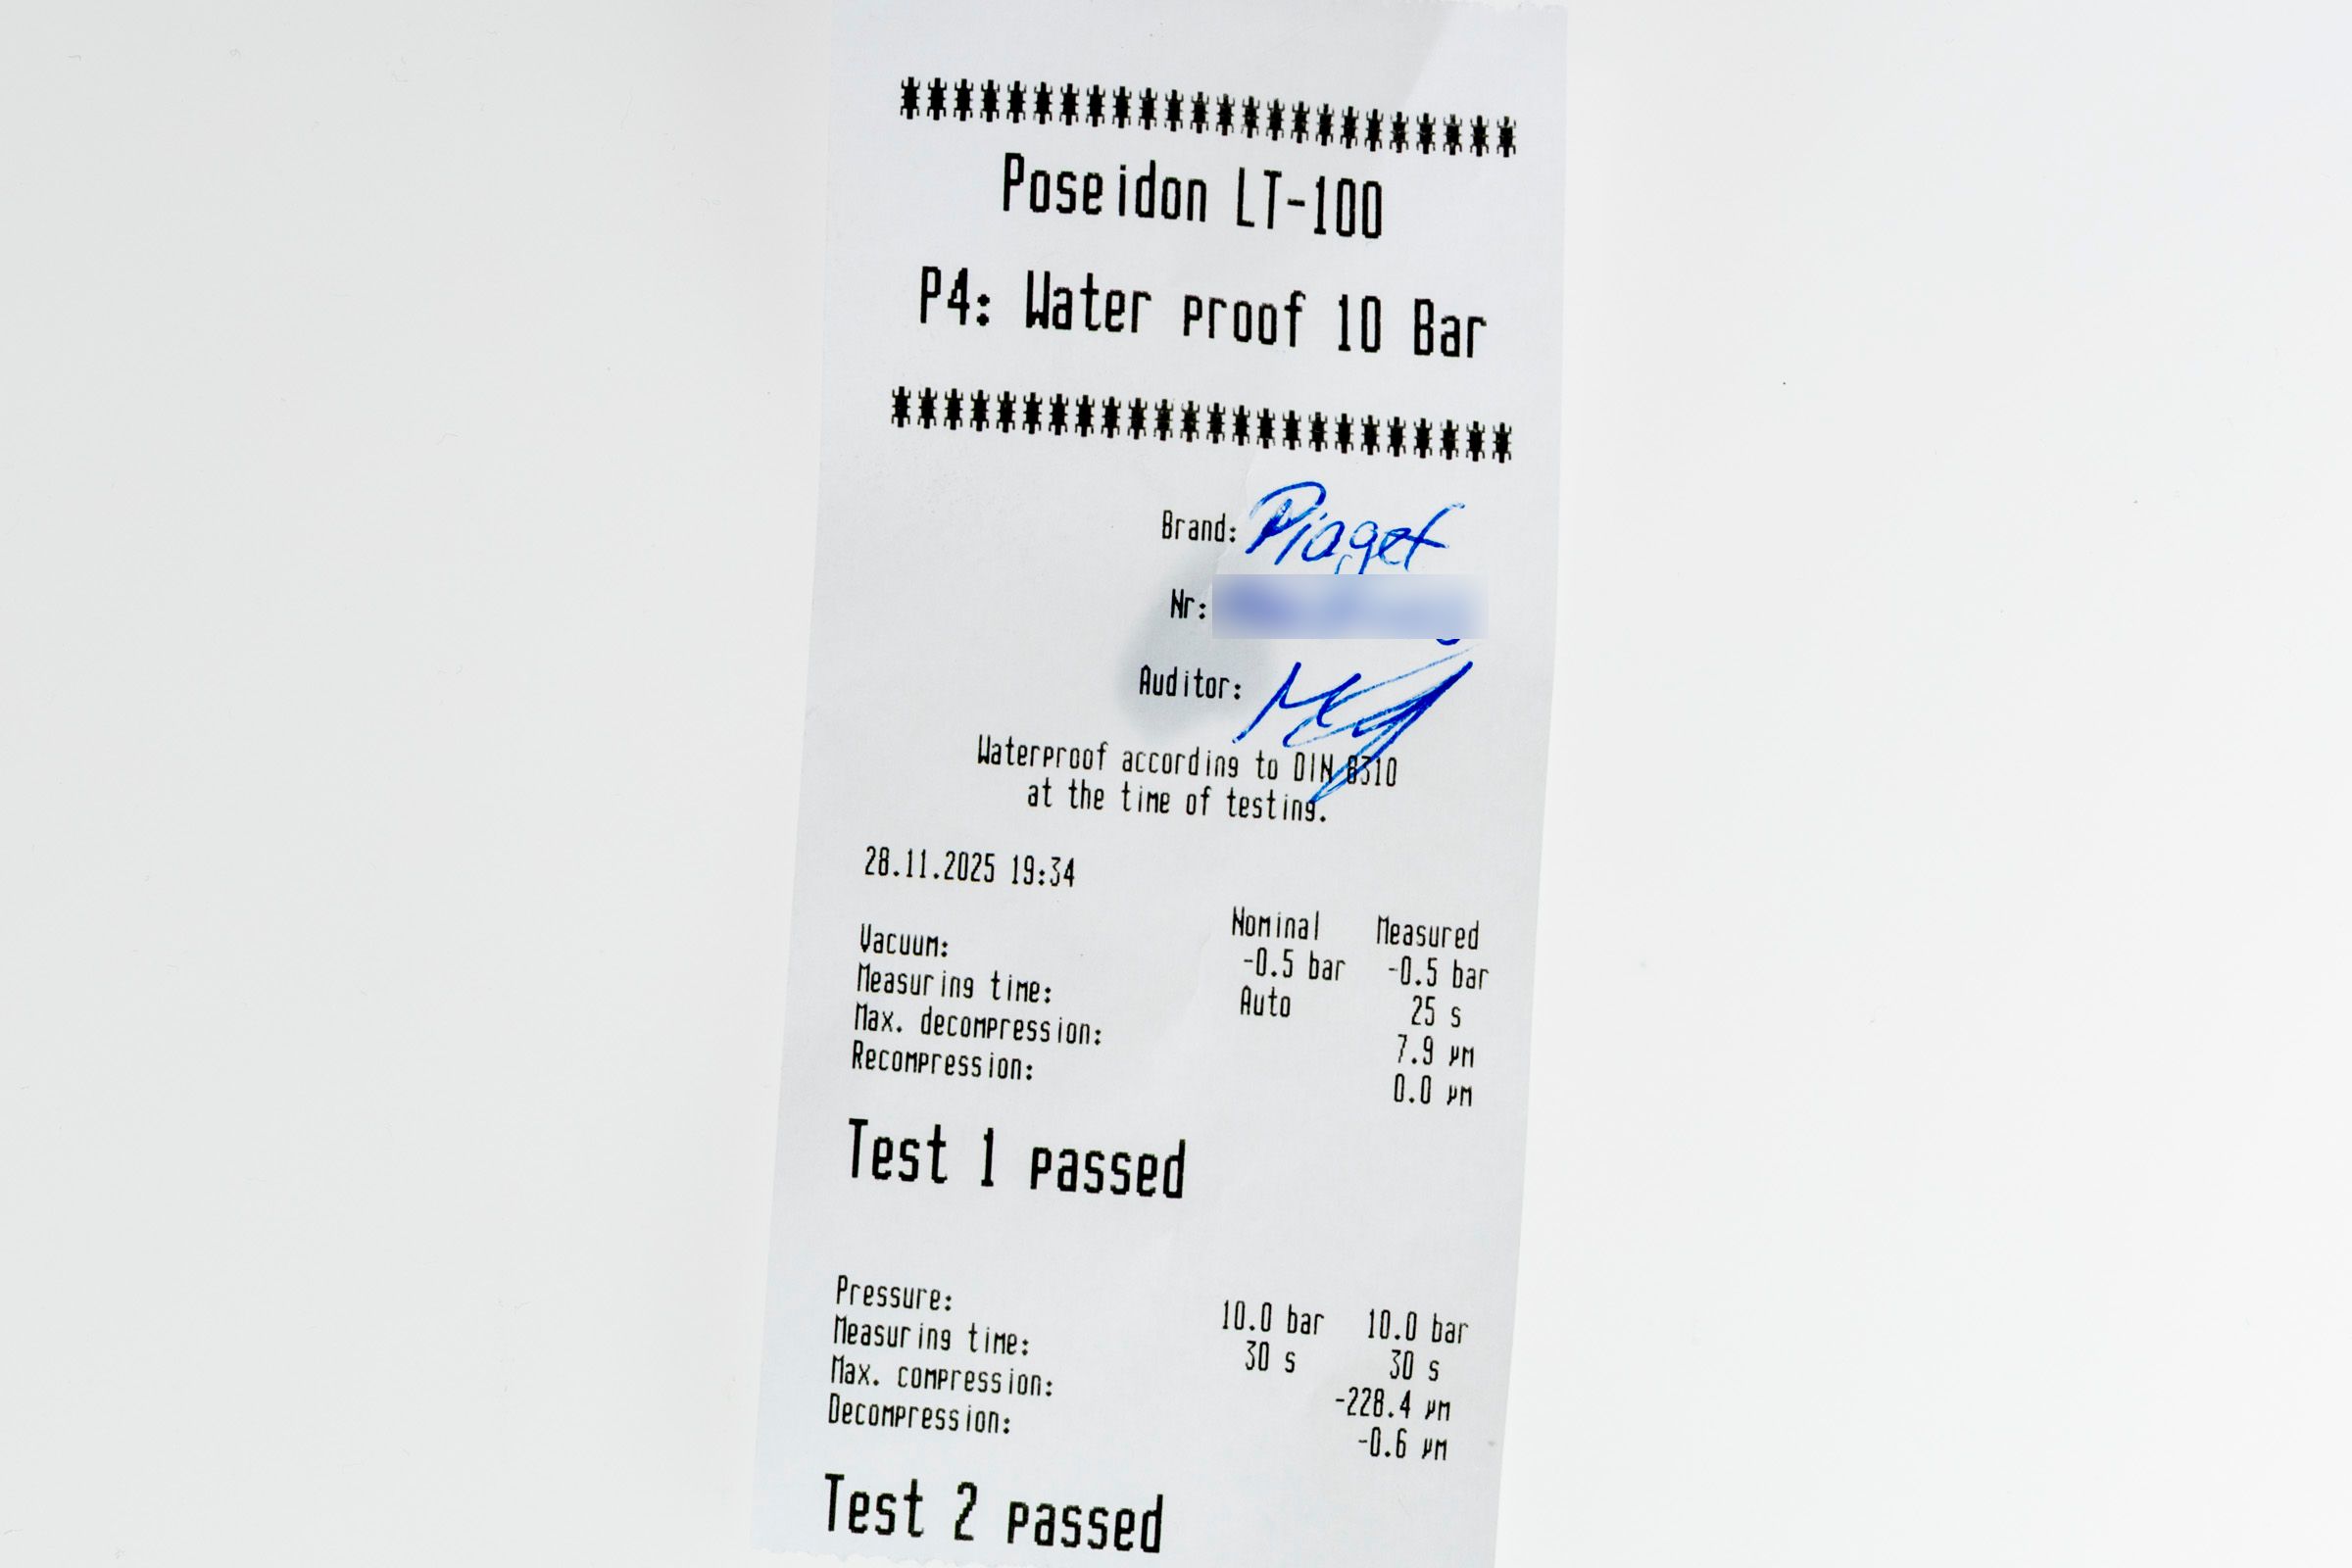 ************************
Poseidon LT-100
P4: Water proof 10 Bar
************************
Brand: Piaget
Nr:
Auditor:
Waterproof according to DIN 8310
at the time of testing.
28.11.2025 19:34
Nominal Measured
Vacuum: -0.5 bar -0.5 bar
Measuring time: Auto 25 s
Max. decompression: 7.9 µm
Recompression: 0.0 µm
Test 1 passed
Pressure: 10.0 bar 10.0 bar
Measuring time: 30 s 30 s
Max. compression: -228.4 µm
Decompression: -0.6 µm
Test 2 passed